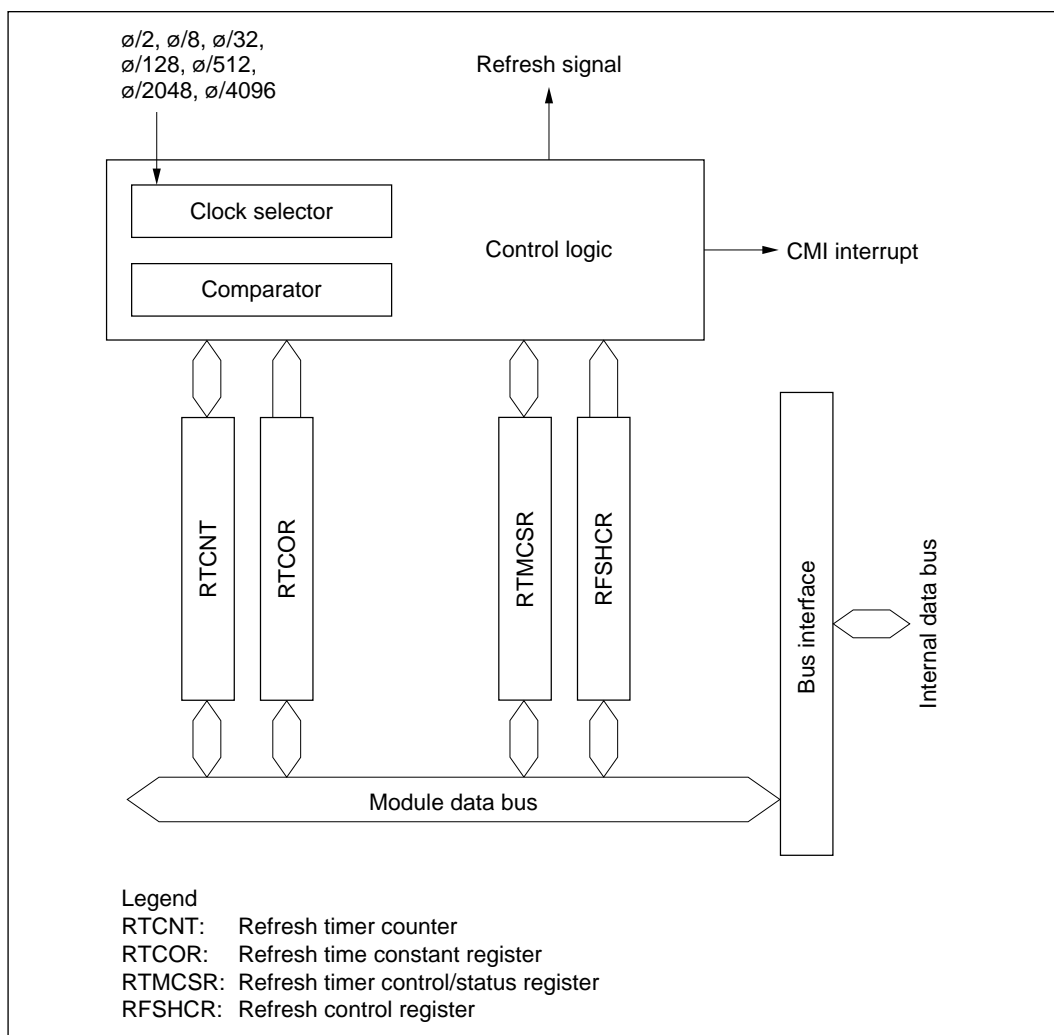 ø/2, ø/8, ø/32,
ø/128, ø/512,
ø/2048, ø/4096
Refresh signal
Clock selector
Comparator
Control logic
CMI interrupt
RTCNT
RTCOR
RTMCSR
RFSHCR
Bus interface
Internal data bus
Module data bus
Legend
RTCNT: Refresh timer counter
RTCOR: Refresh time constant register
RTMCSR: Refresh timer control/status register
RFSHCR: Refresh control register